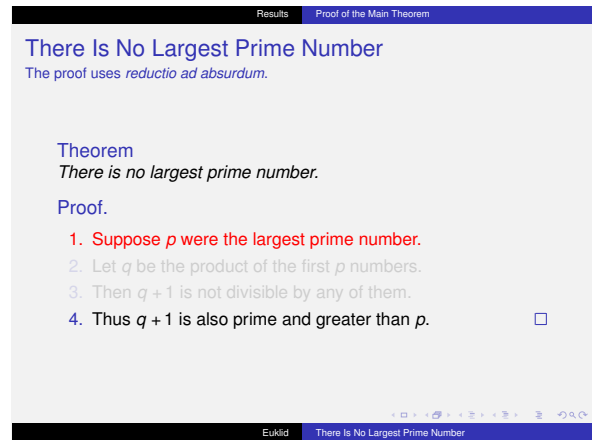 Results Proof of the Main Theorem
There Is No Largest Prime Number
The proof uses reductio ad absurdum.
Theorem
There is no largest prime number.
Proof.
1. Suppose p were the largest prime number.
2. Let q be the product of the first p numbers.
3. Then q + 1 is not divisible by any of them.
4. Thus q + 1 is also prime and greater than p. □
Euklid There Is No Largest Prime Number